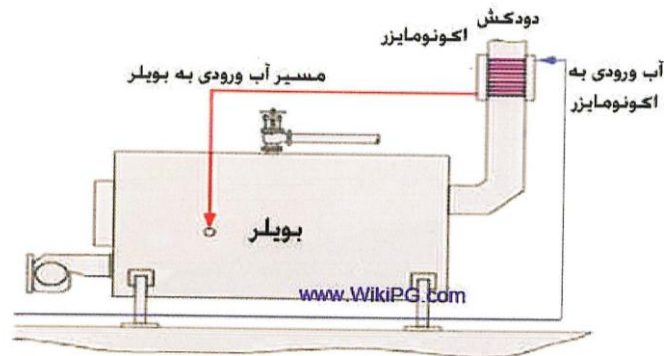 دودکش
اکونومایزر
آب ورودی به
اکونومایزر
مسیر آب ورودی به بویلر
بویلر
www.WikiPG.com